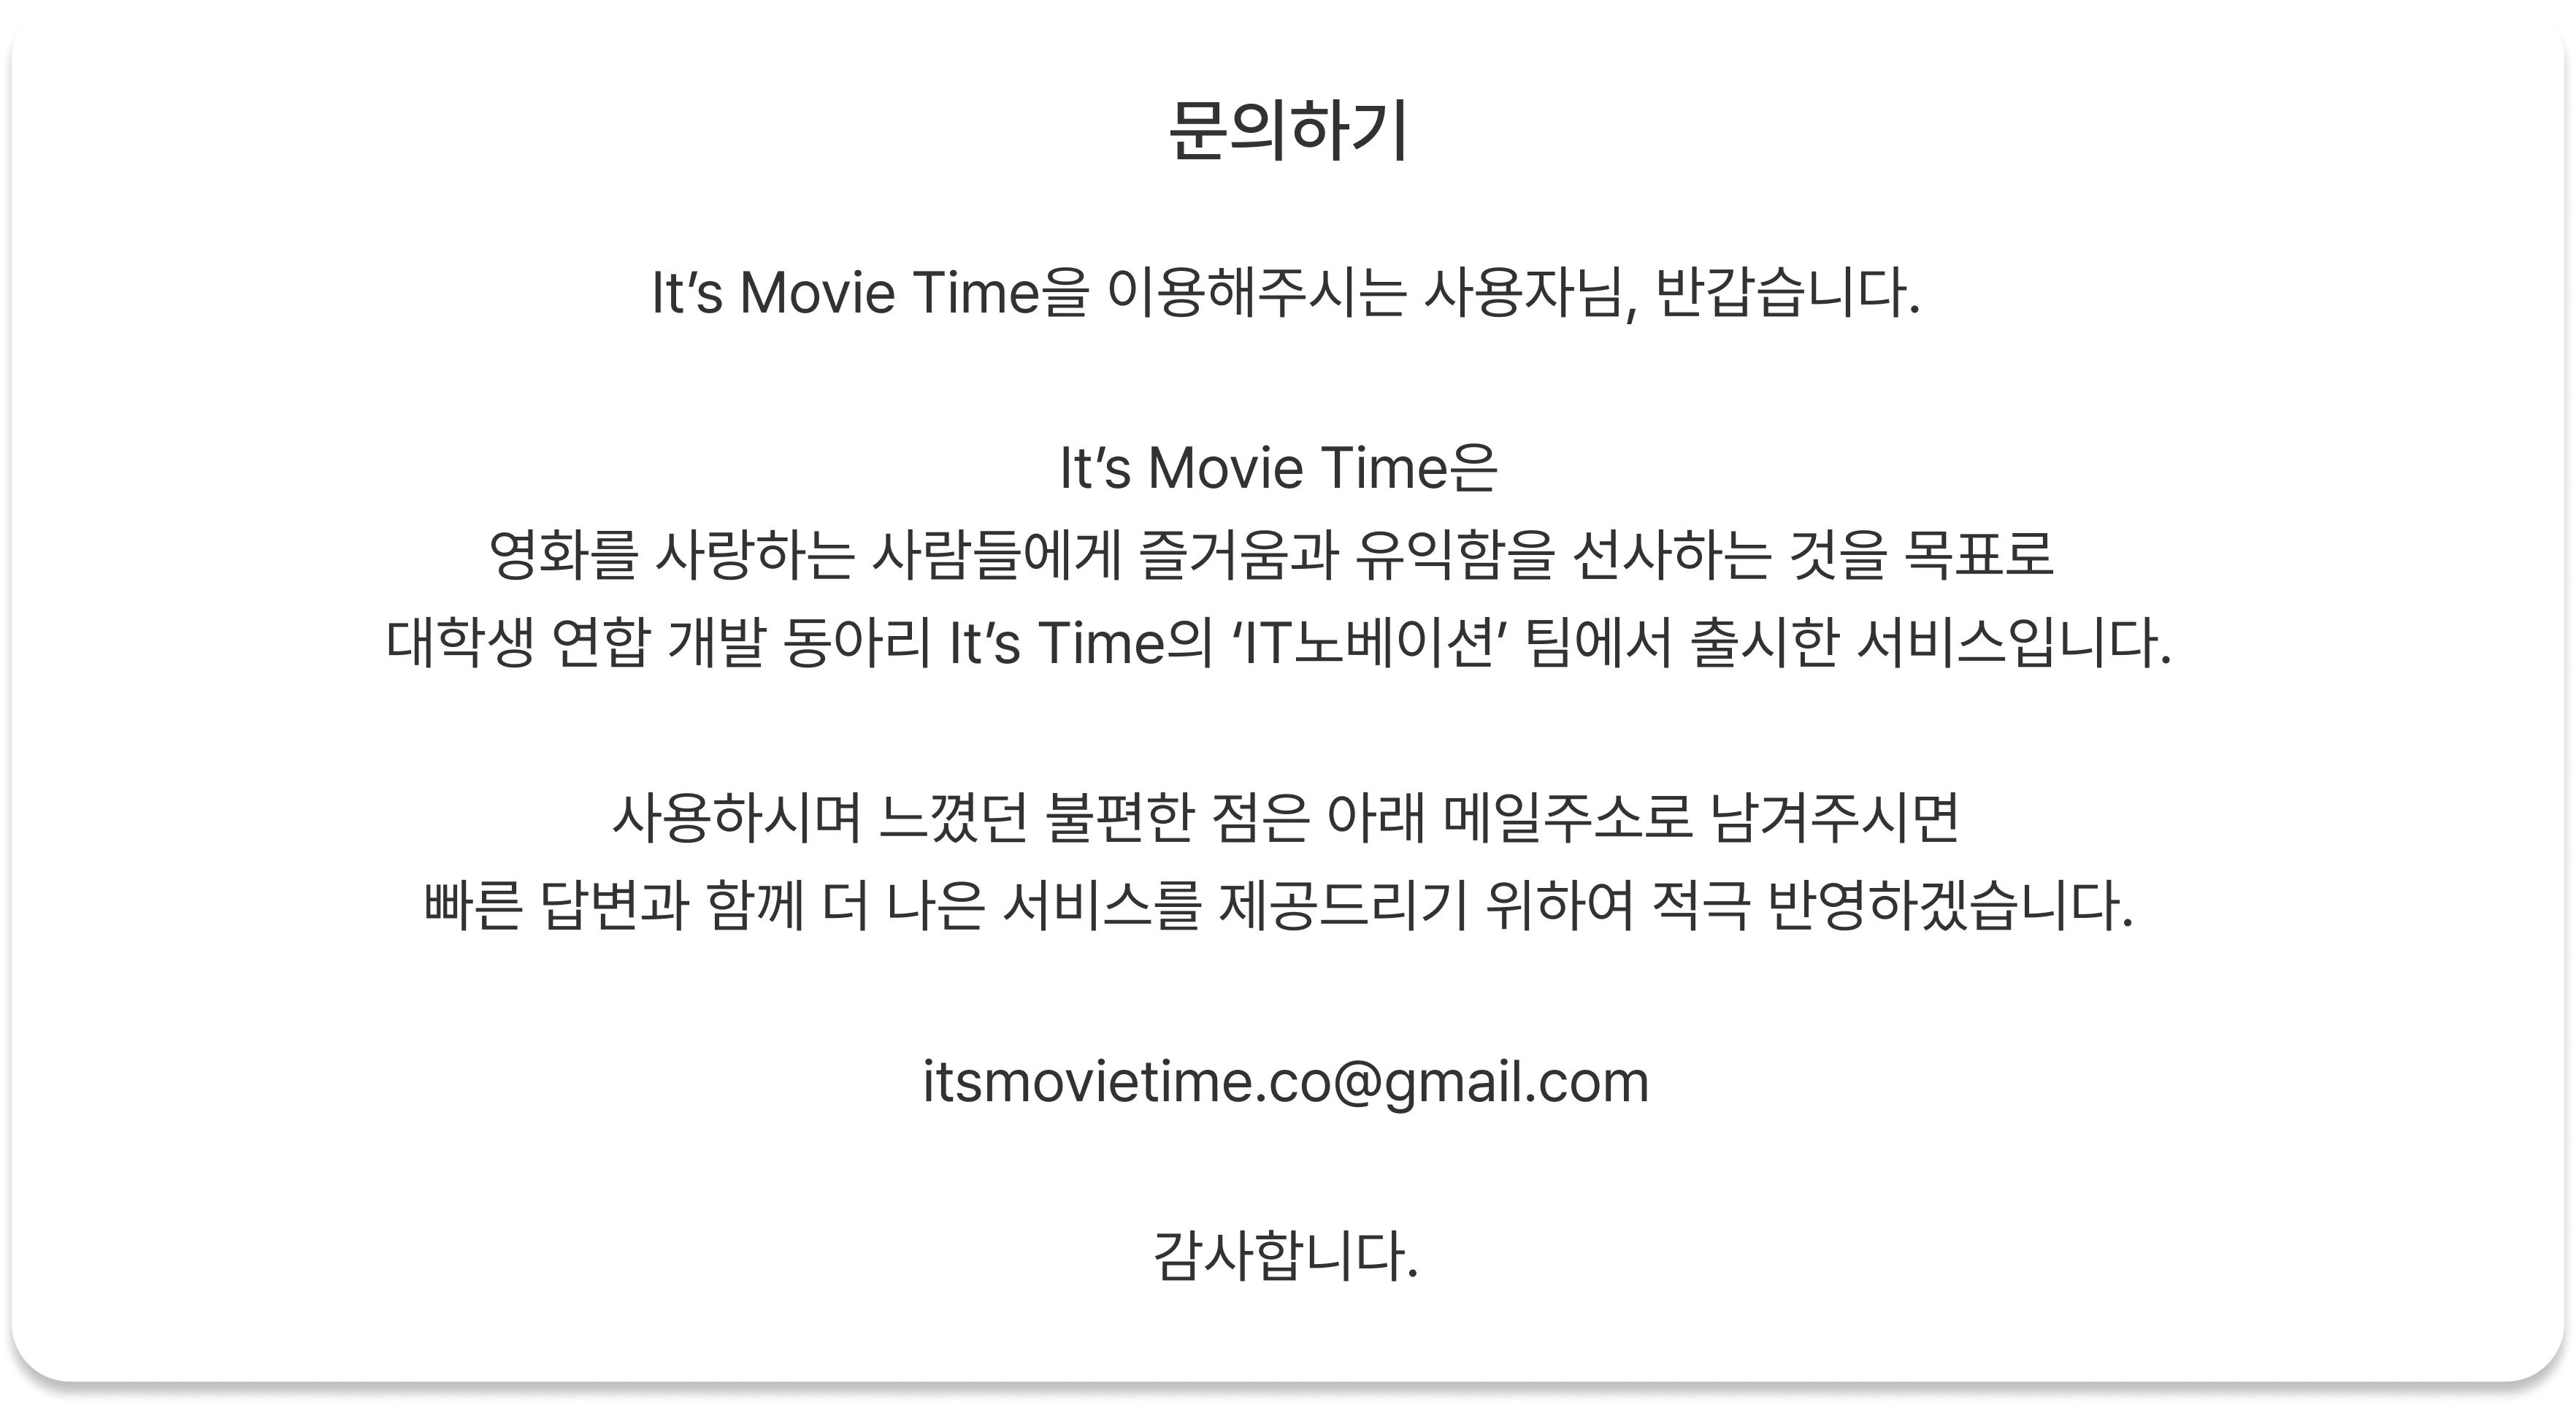 문의하기
It’s Movie Time을 이용해주시는 사용자님, 반갑습니다.
It’s Movie Time은
영화를 사랑하는 사람들에게 즐거움과 유익함을 선사하는 것을 목표로
대학생 연합 개발 동아리 It’s Time의 ‘IT노베이션’ 팀에서 출시한 서비스입니다.
사용하시며 느꼈던 불편한 점은 아래 메일주소로 남겨주시면
빠른 답변과 함께 더 나은 서비스를 제공드리기 위하여 적극 반영하겠습니다.
itsmovietime.co@gmail.com
감사합니다.